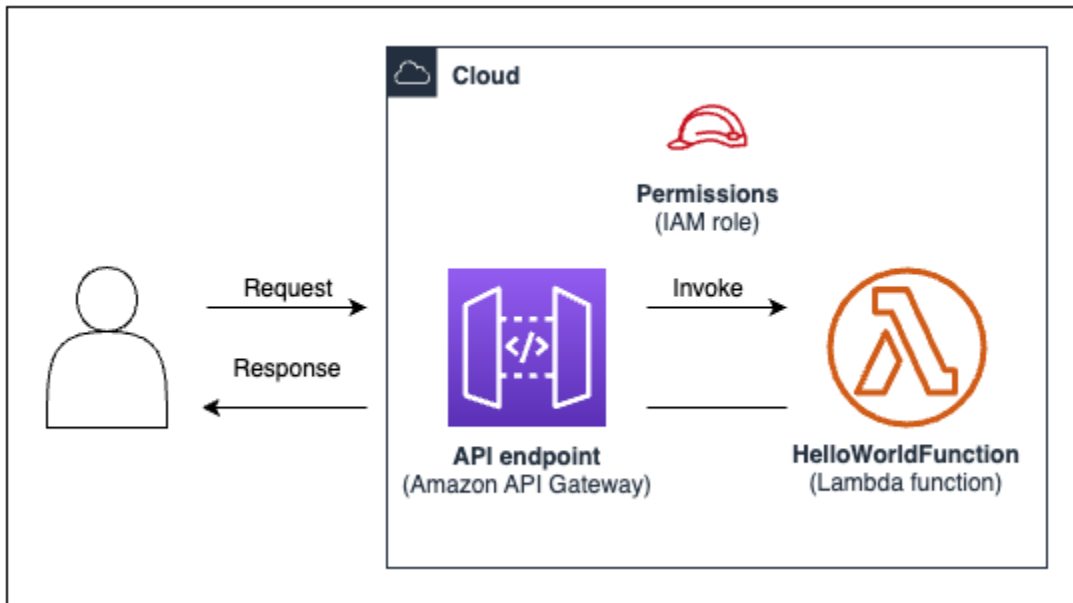 Cloud
Permissions
(IAM role)
Request
Invoke
Response
</>
API endpoint
(Amazon API Gateway)
HelloWorldFunction
(Lambda function)